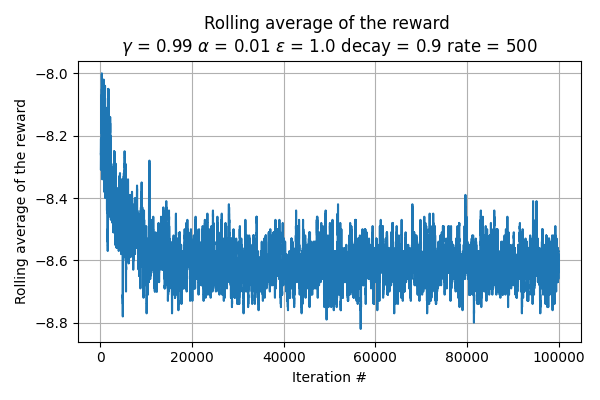 Rolling average of the reward
γ = 0.99 α = 0.01 ε = 1.0 decay = 0.9 rate = 500
Rolling average of the reward
−8.0
−8.2
−8.4
−8.6
−8.8
0 20000 40000 60000 80000 100000
Iteration #